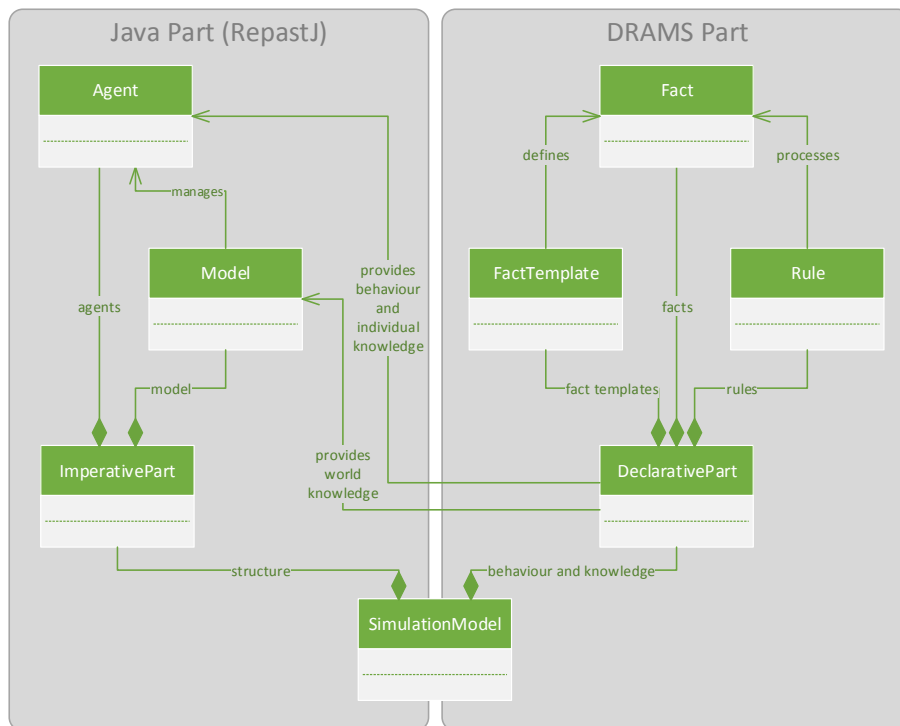 Java Part (RepastJ)
DRAMS Part
Agent
Fact
defines
processes
manages
Model
FactTemplate
Rule
provides
behaviour
and
individual
knowledge
agents
facts
model
fact templates
rules
ImperativePart
provides
world
knowledge
DeclarativePart
structure
behaviour and knowledge
SimulationModel